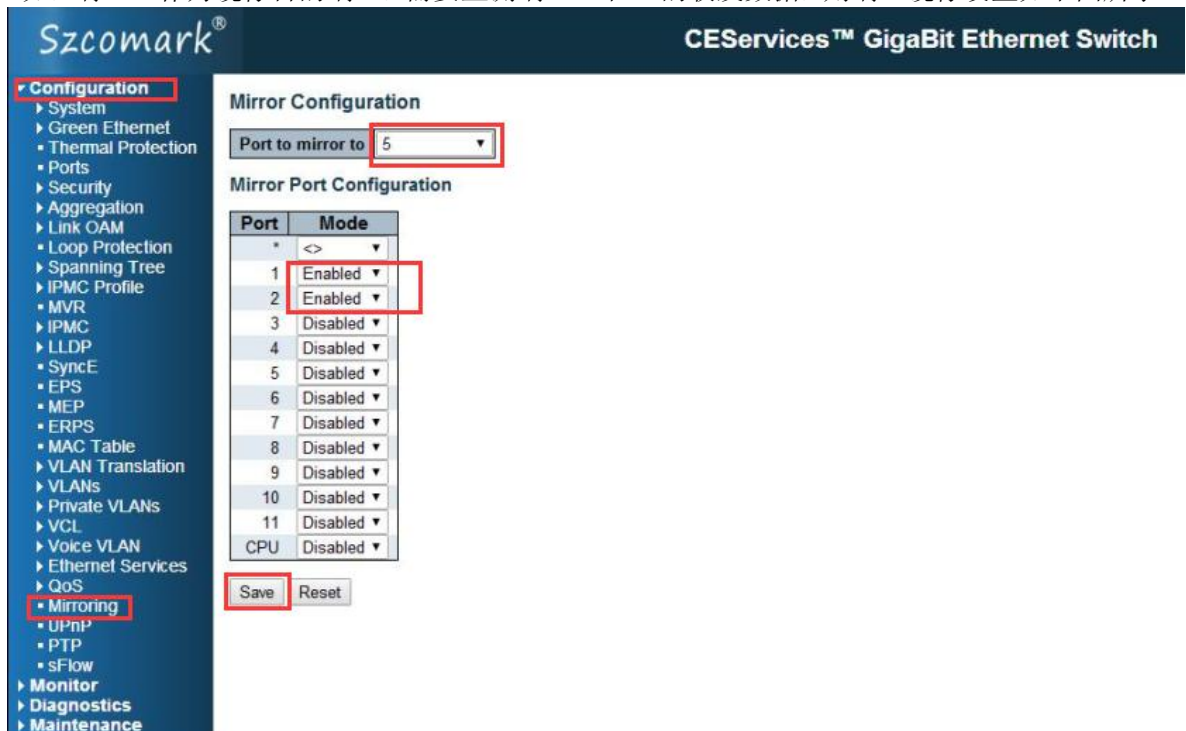 Szcomark®
CEServices™ GigaBit Ethernet Switch
Configuration
System
Green Ethernet
Thermal Protection
Ports
Security
Aggregation
Link OAM
Loop Protection
Spanning Tree
IPMC Profile
MVR
IPMC
LLDP
SyncE
EPS
MEP
ERPS
MAC Table
VLAN Translation
VLANs
Private VLANs
VCL
Voice VLAN
Ethernet Services
QoS
Mirroring
UPnP
PTP
sFlow
Monitor
Diagnostics
Maintenance
Mirror Configuration
Port to mirror to 5
Mirror Port Configuration
Port Mode
* <>
1 Enabled
2 Enabled
3 Disabled
4 Disabled
5 Disabled
6 Disabled
7 Disabled
8 Disabled
9 Disabled
10 Disabled
11 Disabled
CPU Disabled
Save Reset